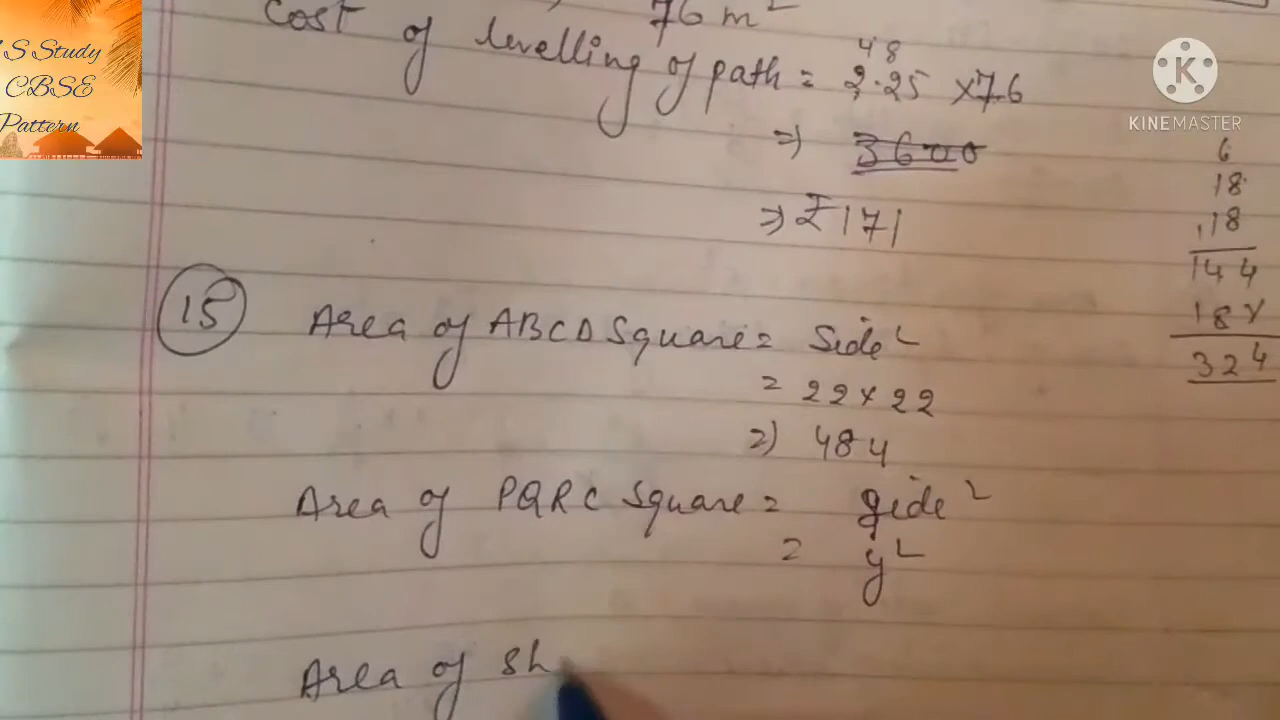 S Study
CBSE
Pattern
KINEMASTER
76 m²
Cost of levelling of path = 2.25 × 76
48
⇒ 3600
⇒ ₹171
6
18
18
144
18×
324
15 Area of ABCD Square = Side²
= 22 × 22
⇒ 484
Area of PQRC Square = side²
= y²
Area of sh